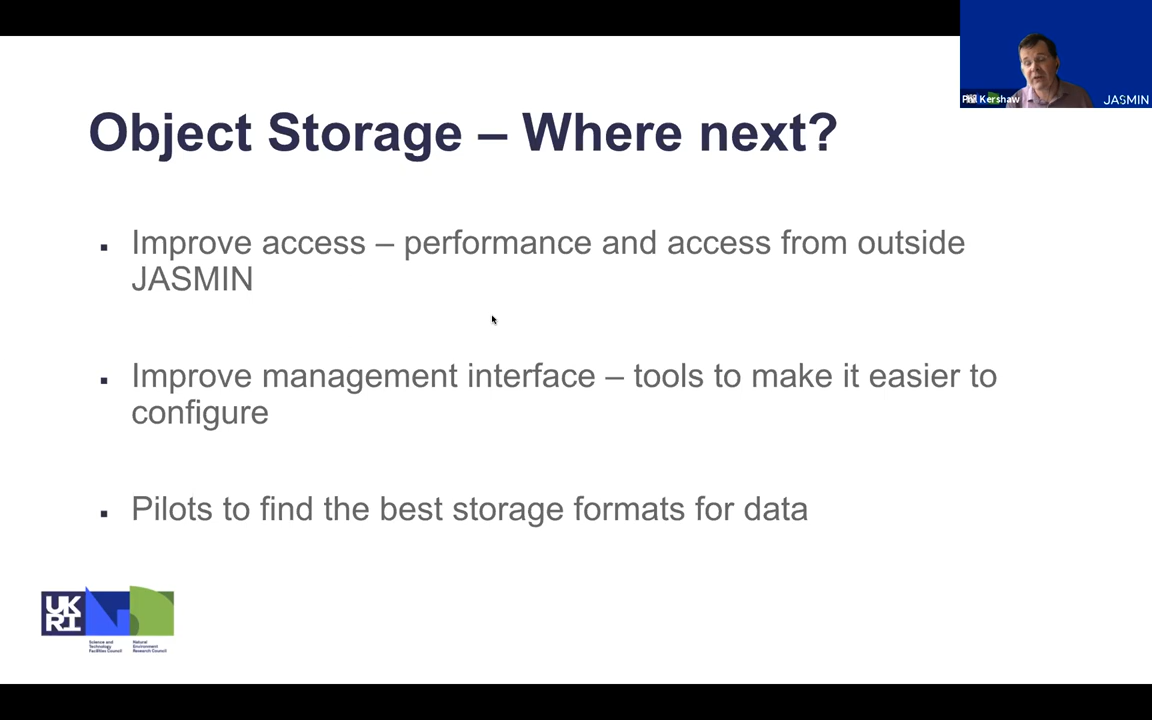 Object Storage – Where next?
Phil Kershaw
JASMIN
▪ Improve access – performance and access from outside
JASMIN
▪ Improve management interface – tools to make it easier to
configure
▪ Pilots to find the best storage formats for data
UK
RI
Science and
Technology
Facilities Council
Natural
Environment
Research Council